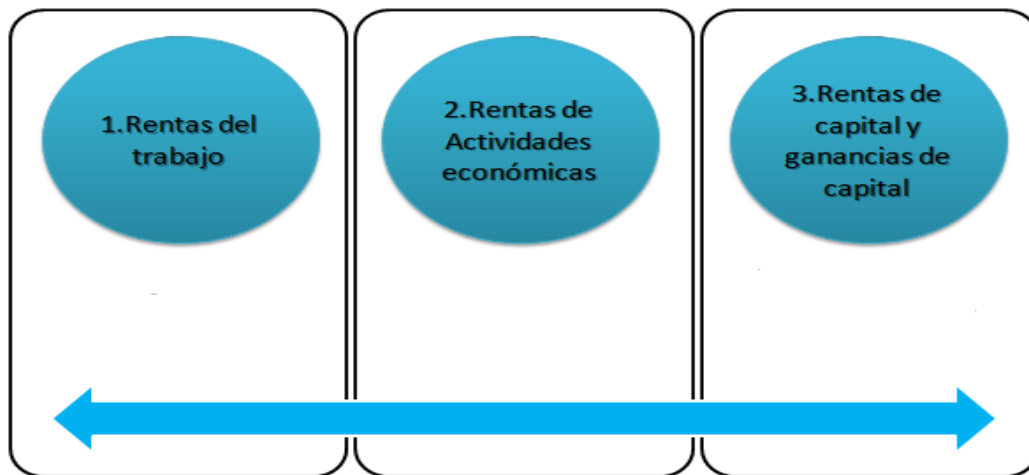 1.Rentas del
trabajo
2.Rentas de
Actividades
económicas
3.Rentas de
capital y
ganancias de
capital